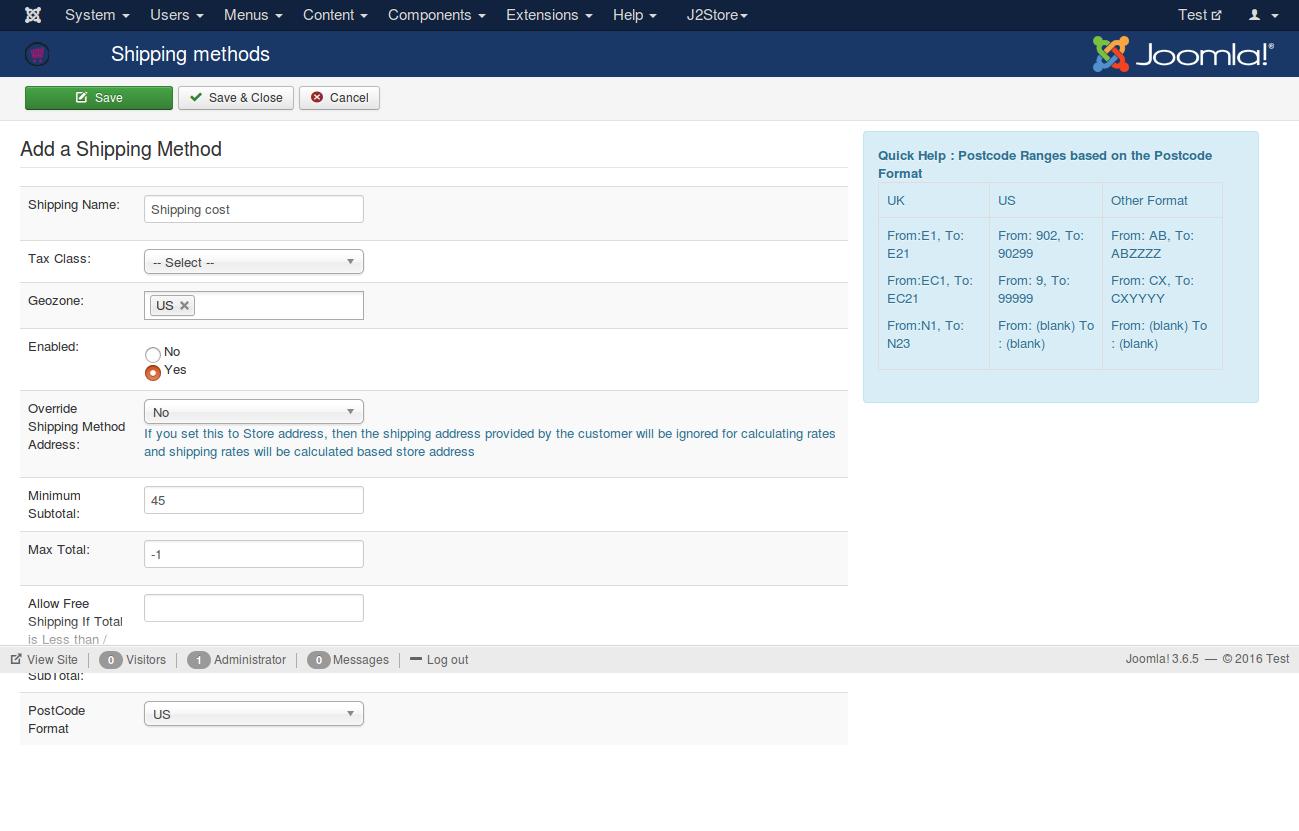 System Users Menus Content Components Extensions Help J2Store Test
Shipping methods
Joomla!®
Save Save & Close Cancel
Add a Shipping Method
Shipping Name: Shipping cost
Tax Class: -- Select --
Geozone: US
Enabled:
No
Yes
Override
Shipping Method
Address:
No
If you set this to Store address, then the shipping address provided by the customer will be ignored for calculating rates
and shipping rates will be calculated based store address
Minimum
Subtotal:
45
Max Total: -1
Allow Free
Shipping If Total
is Less than /
SubTotal:
PostCode
Format
US
Quick Help : Postcode Ranges based on the Postcode
Format
UK US Other Format
From:E1, To:
E21
From: 902, To:
90299
From: AB, To:
ABZZZZ
From:EC1, To:
EC21
From: 9, To:
99999
From: CX, To:
CXYYYY
From:N1, To:
N23
From: (blank) To
: (blank)
From: (blank) To
: (blank)
View Site 0 Visitors 1 Administrator 0 Messages Log out
Joomla! 3.6.5 — © 2016 Test